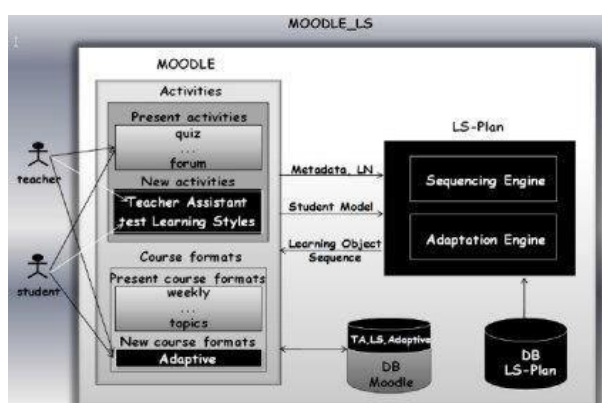 MOODLE_LS
MOODLE
Activities
Present activities
quiz
...
forum
New activities
Teacher Assistant
test Learning Styles
Course formats
Present course formats
weekly
...
topics
New course formats
Adaptive
teacher
student
Metadata, LN
Student Model
Learning Object
Sequence
LS-Plan
Sequencing Engine
Adaptation Engine
TA,LS,Adaptive
DB
Moodle
DB
LS-Plan